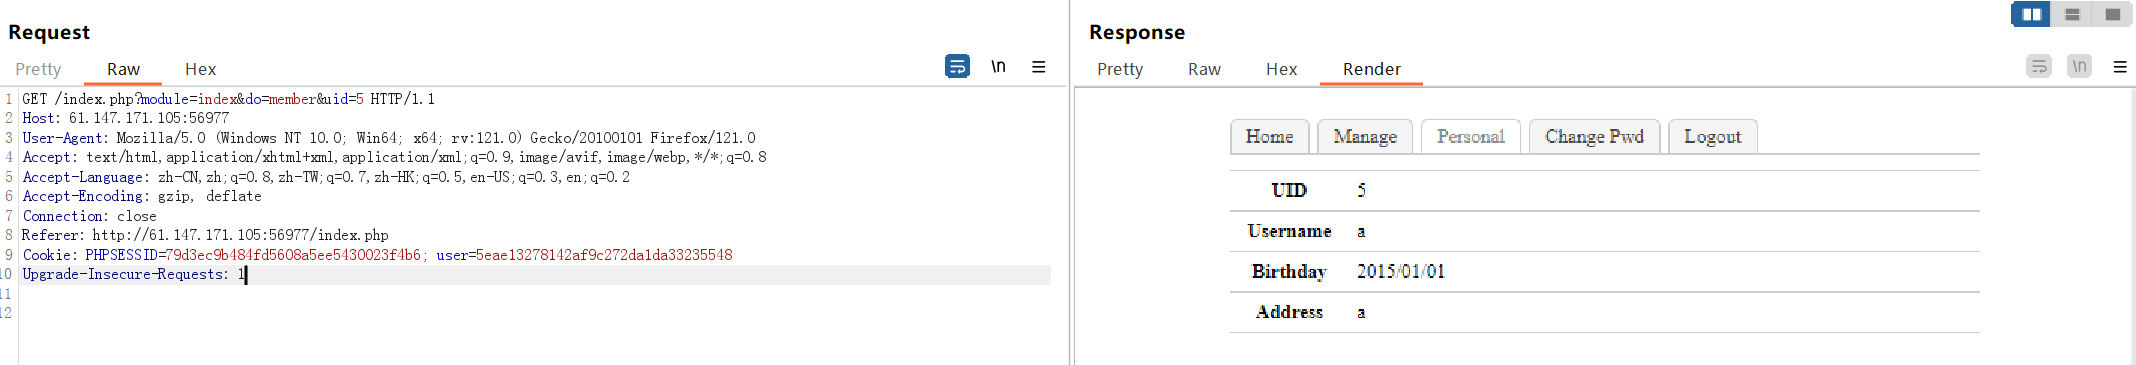 Request
Pretty Raw Hex \n
1 GET /index.php?module=index&do=member&uid=5 HTTP/1.1
2 Host: 61.147.171.105:56977
3 User-Agent: Mozilla/5.0 (Windows NT 10.0; Win64; x64; rv:121.0) Gecko/20100101 Firefox/121.0
4 Accept: text/html,application/xhtml+xml,application/xml;q=0.9,image/avif,image/webp,*/*;q=0.8
5 Accept-Language: zh-CN,zh;q=0.8,zh-TW;q=0.7,zh-HK;q=0.5,en-US;q=0.3,en;q=0.2
6 Accept-Encoding: gzip, deflate
7 Connection: close
8 Referer: http://61.147.171.105:56977/index.php
9 Cookie: PHPSESSID=79d3ec9b484fd5608a5ee5430023f4b6; user=5eae13278142af9c272da1da33235548
10 Upgrade-Insecure-Requests: 1
11
12
Response
Pretty Raw Hex Render \n
Home Manage Personal Change Pwd Logout
UID 5
Username a
Birthday 2015/01/01
Address a